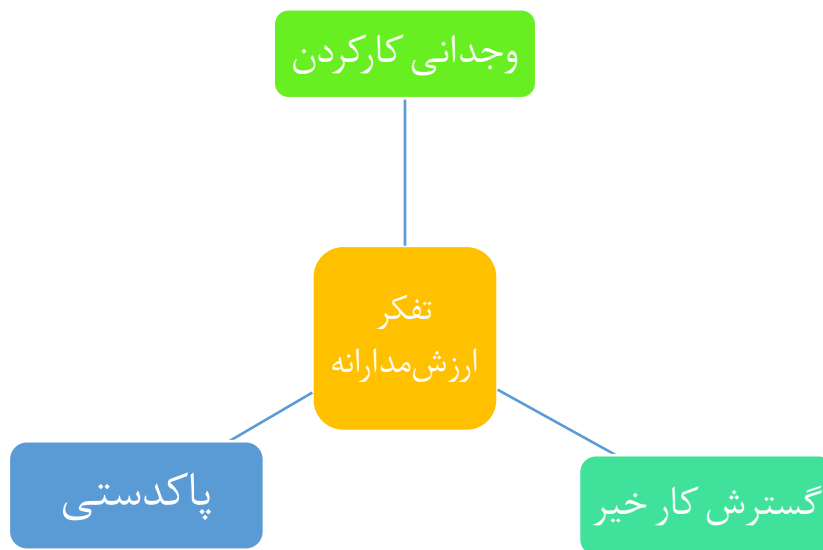 وجدانی کارکردن
تفکر
ارزش‌مدارانه
پاکدستی
گسترش کار خیر